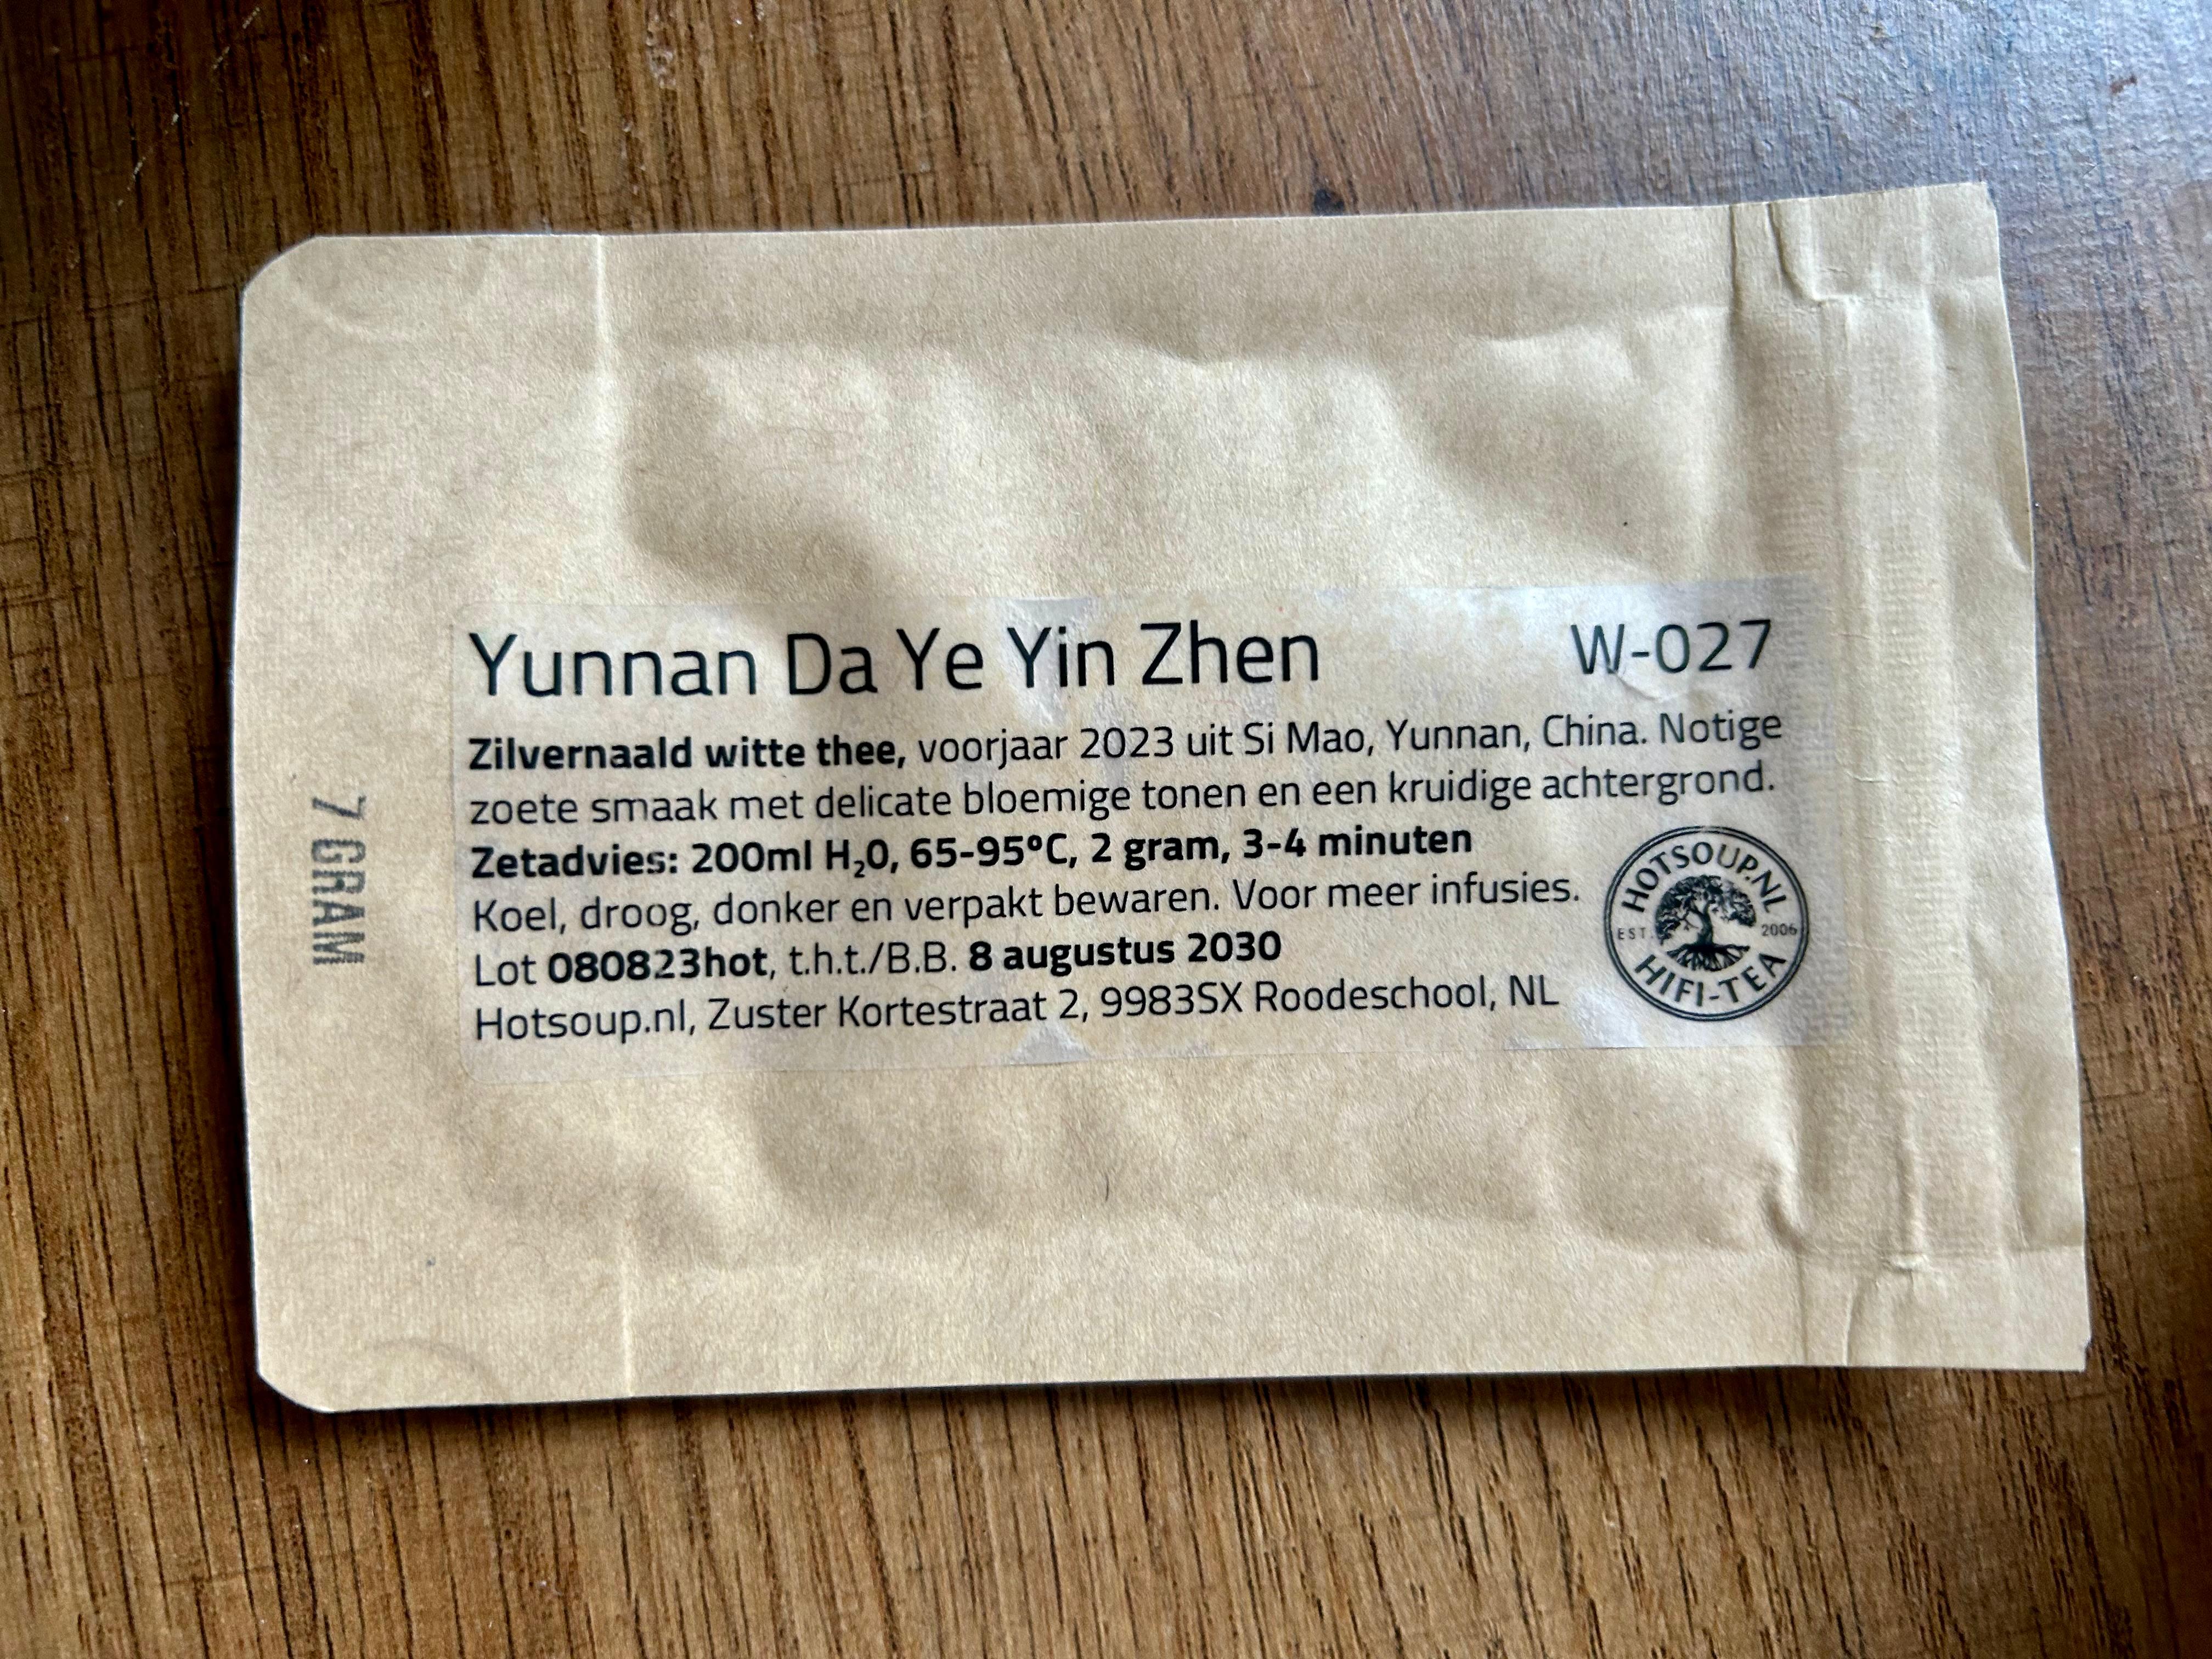 Yunnan Da Ye Yin Zhen W-027
Zilvernaald witte thee, voorjaar 2023 uit Si Mao, Yunnan, China. Notige
zoete smaak met delicate bloemige tonen en een kruidige achtergrond.
Zetadvies: 200ml H₂0, 65-95°C, 2 gram, 3-4 minuten
Koel, droog, donker en verpakt bewaren. Voor meer infusies.
Lot 080823hot, t.h.t./B.B. 8 augustus 2030
Hotsoup.nl, Zuster Kortestraat 2, 9983SX Roodeschool, NL
HOTSOUP.NL
EST. 2006
HIFI-TEA
7 GRAM